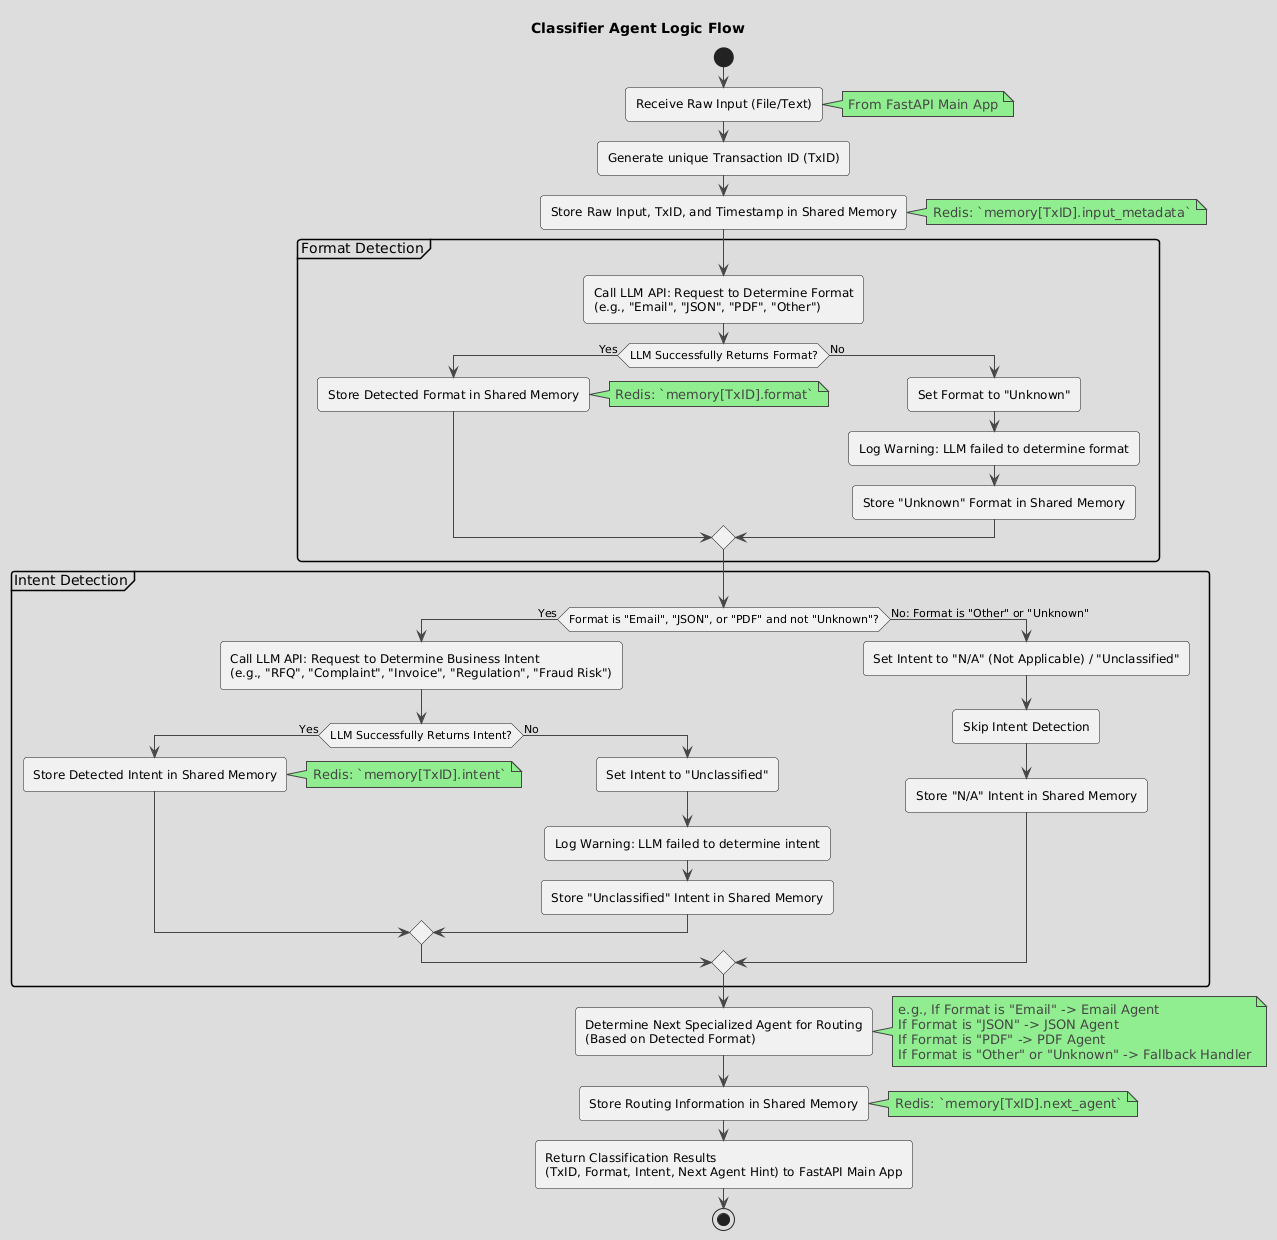 Classifier Agent Logic Flow
Receive Raw Input (File/Text)
From FastAPI Main App
Generate unique Transaction ID (TxID)
Store Raw Input, TxID, and Timestamp in Shared Memory
Redis: `memory[TxID].input_metadata`
Format Detection
Call LLM API: Request to Determine Format
(e.g., "Email", "JSON", "PDF", "Other")
Yes
LLM Successfully Returns Format?
No
Store Detected Format in Shared Memory
Redis: `memory[TxID].format`
Set Format to "Unknown"
Log Warning: LLM failed to determine format
Store "Unknown" Format in Shared Memory
Intent Detection
Yes
Format is "Email", "JSON", or "PDF" and not "Unknown"?
No: Format is "Other" or "Unknown"
Call LLM API: Request to Determine Business Intent
(e.g., "RFQ", "Complaint", "Invoice", "Regulation", "Fraud Risk")
Set Intent to "N/A" (Not Applicable) / "Unclassified"
Yes
LLM Successfully Returns Intent?
No
Skip Intent Detection
Store Detected Intent in Shared Memory
Redis: `memory[TxID].intent`
Set Intent to "Unclassified"
Store "N/A" Intent in Shared Memory
Log Warning: LLM failed to determine intent
Store "Unclassified" Intent in Shared Memory
Determine Next Specialized Agent for Routing
(Based on Detected Format)
e.g., If Format is "Email" -> Email Agent
If Format is "JSON" -> JSON Agent
If Format is "PDF" -> PDF Agent
If Format is "Other" or "Unknown" -> Fallback Handler
Store Routing Information in Shared Memory
Redis: `memory[TxID].next_agent`
Return Classification Results
(TxID, Format, Intent, Next Agent Hint) to FastAPI Main App